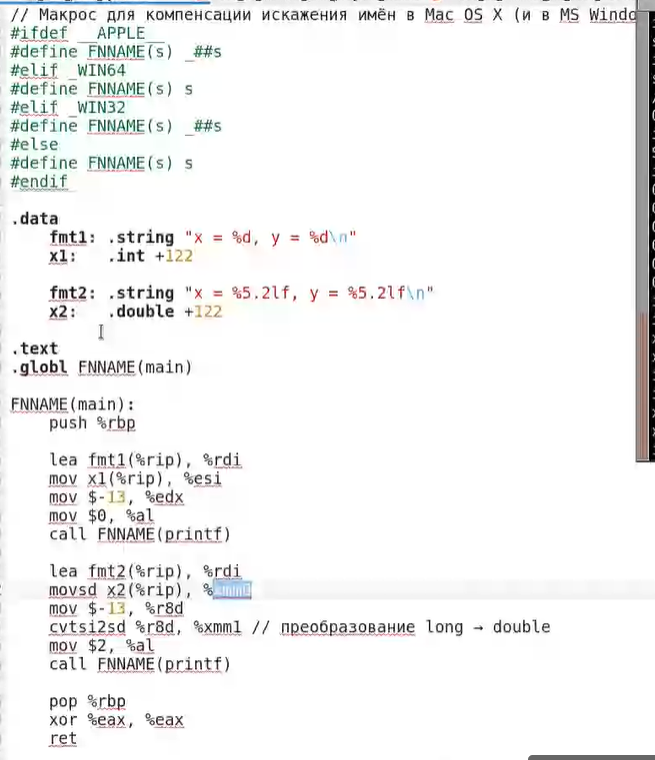 // Макрос для компенсации искажения имён в Mac OS X (и в MS Windo
#ifdef __APPLE__
#define FNNAME(s) _##s
#elif _WIN64
#define FNNAME(s) s
#elif _WIN32
#define FNNAME(s) _##s
#else
#define FNNAME(s) s
#endif
.data
fmt1: .string "x = %d, y = %d\n"
x1: .int +122
fmt2: .string "x = %5.2lf, y = %5.2lf\n"
x2: .double +122
.text
.globl FNNAME(main)
FNNAME(main):
push %rbp
lea fmt1(%rip), %rdi
mov x1(%rip), %esi
mov $-13, %edx
mov $0, %al
call FNNAME(printf)
lea fmt2(%rip), %rdi
movsd x2(%rip), %xmm0
mov $-13, %r8d
cvtsi2sd %r8d, %xmm1 // преобразование long → double
mov $2, %al
call FNNAME(printf)
pop %rbp
xor %eax, %eax
ret